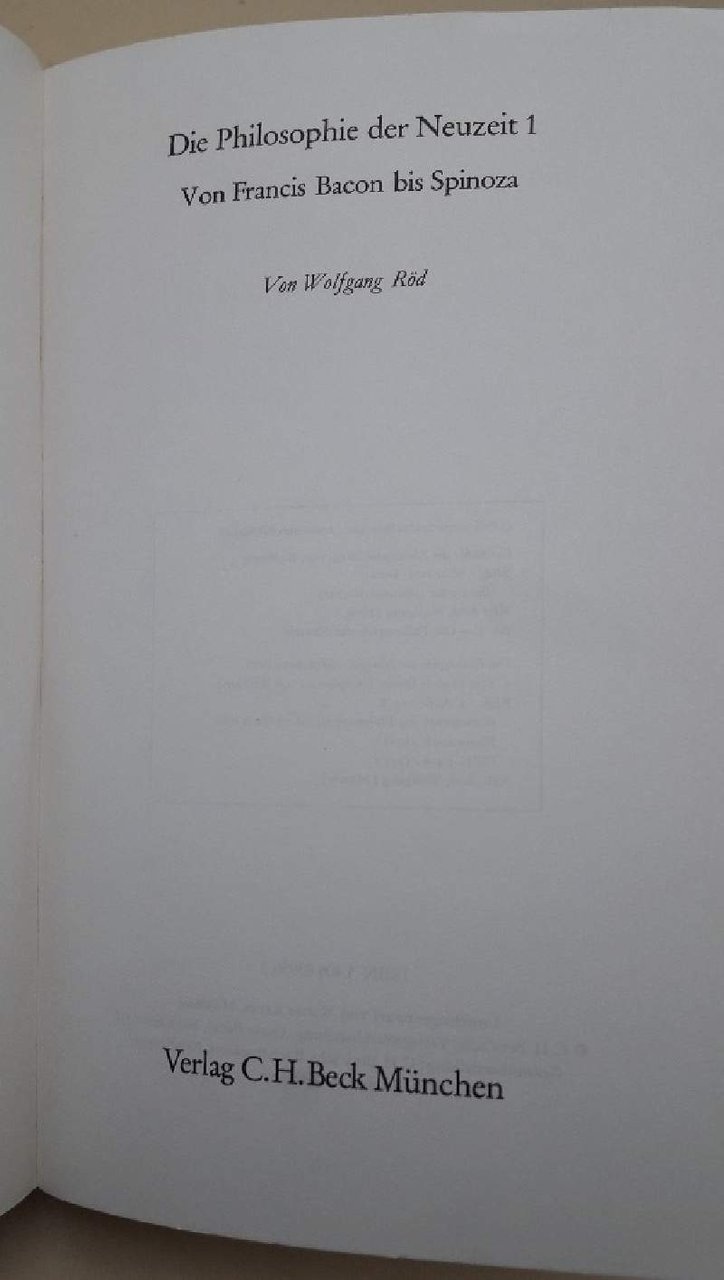 Die Philosophie der Neuzeit 1
Von Francis Bacon bis Spinoza
Von Wolfgang Röd
Verlag C.H.Beck München